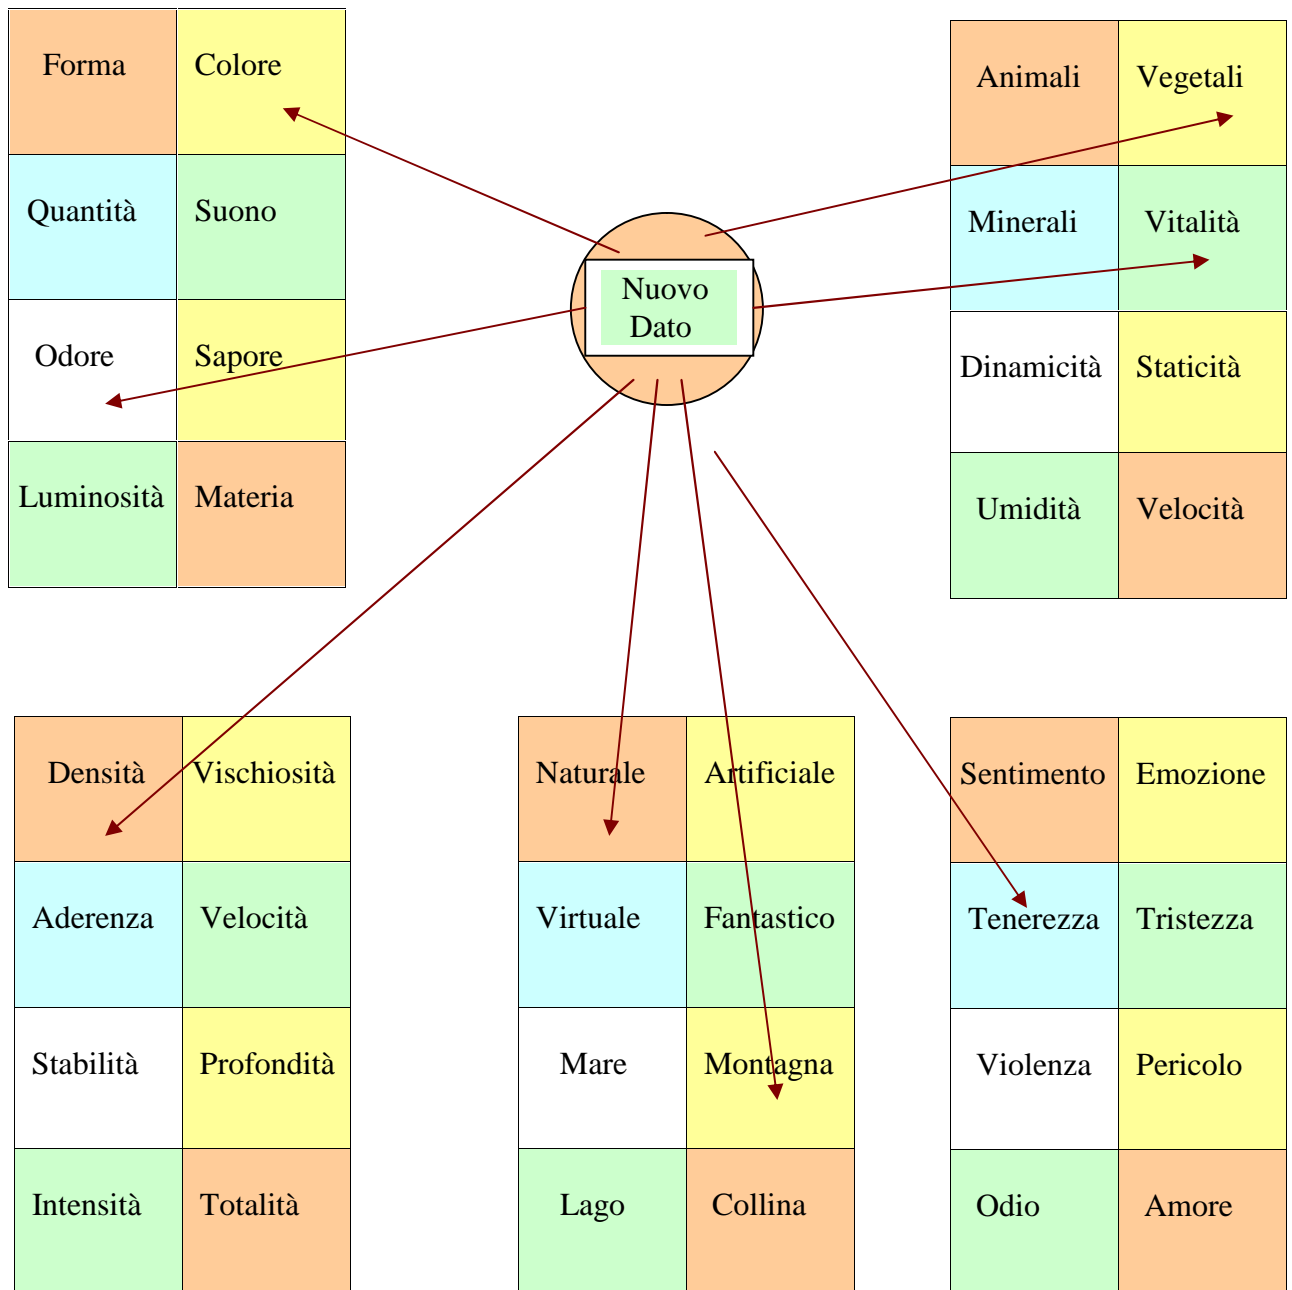 Forma Colore
Quantità Suono
Odore Sapore
Luminosità Materia
Nuovo
Dato
Animali Vegetali
Minerali Vitalità
Dinamicità Staticità
Umidità Velocità
Densità Vischiosità
Aderenza Velocità
Stabilità Profondità
Intensità Totalità
Naturale Artificiale
Virtuale Fantastico
Mare Montagna
Lago Collina
Sentimento Emozione
Tenerezza Tristezza
Violenza Pericolo
Odio Amore